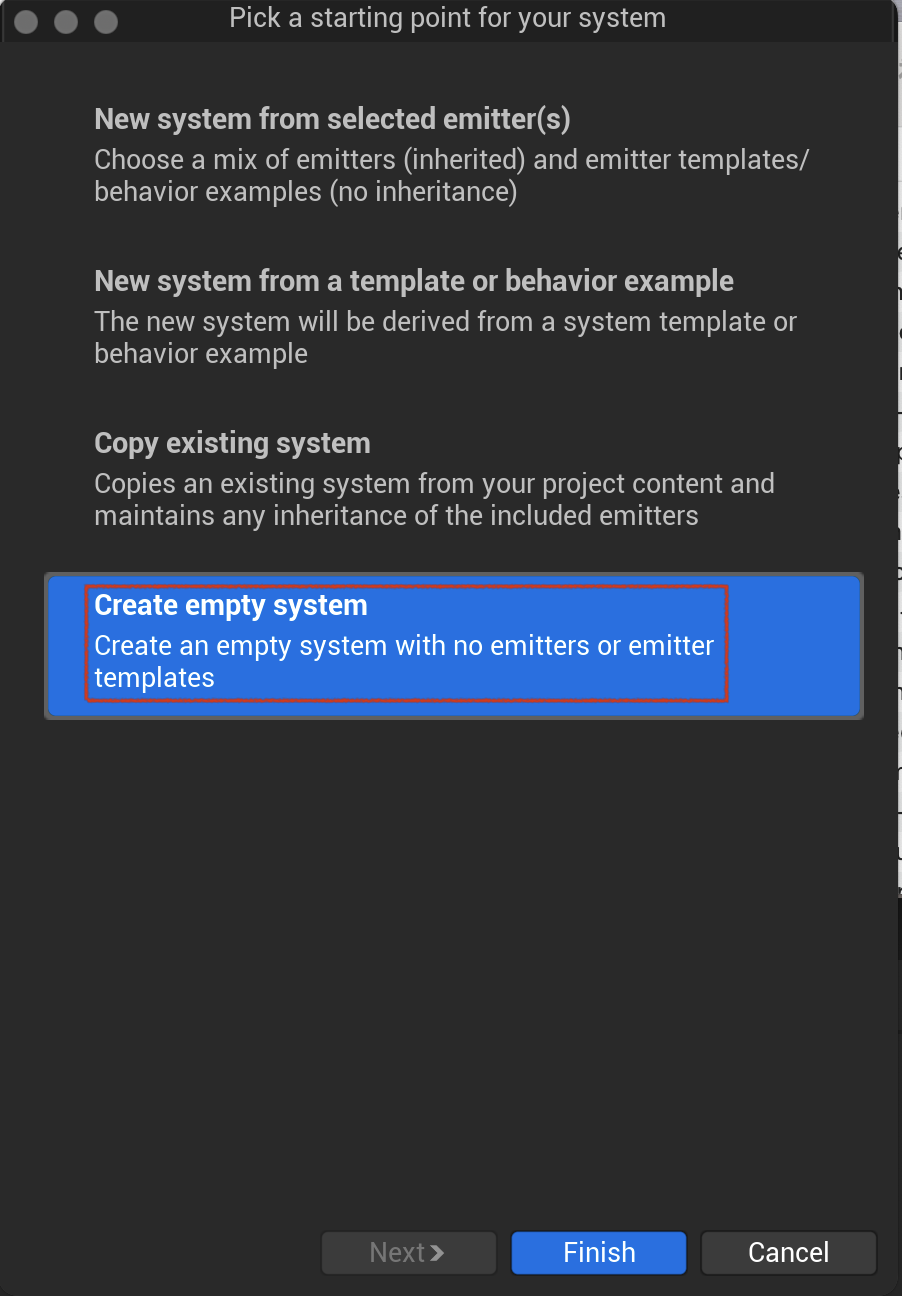 Pick a starting point for your system
New system from selected emitter(s)
Choose a mix of emitters (inherited) and emitter templates/
behavior examples (no inheritance)
New system from a template or behavior example
The new system will be derived from a system template or
behavior example
Copy existing system
Copies an existing system from your project content and
maintains any inheritance of the included emitters
Create empty system
Create an empty system with no emitters or emitter
templates
Next
Finish
Cancel